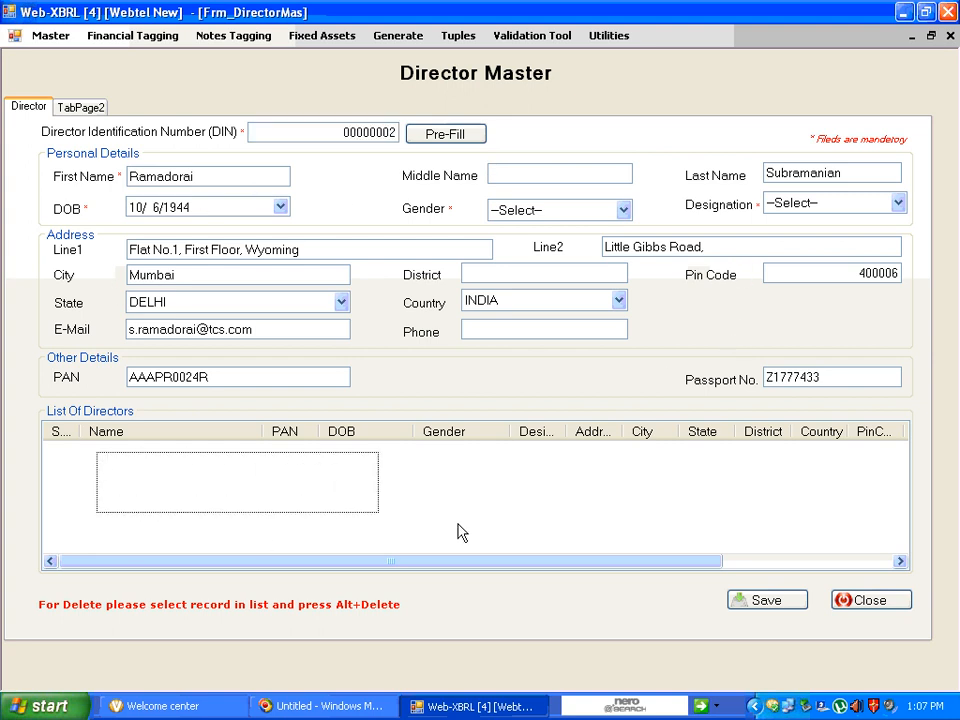 Web-XBRL [4] [Webtel New] - [Frm_DirectorMas]
Master Financial Tagging Notes Tagging Fixed Assets Generate Tuples Validation Tool Utilities
Director Master
Director TabPage2
Director Identification Number (DIN) * 00000002 Pre-Fill
* Fileds are mandetory
Personal Details
First Name * Ramadorai Middle Name Last Name Subramanian
DOB * 10/ 6/1944 Gender * --Select-- Designation * --Select--
Address
Line1 Flat No.1, First Floor, Wyoming Line2 Little Gibbs Road,
City Mumbai District Pin Code 400006
State DELHI Country INDIA
E-Mail s.ramadorai@tcs.com Phone
Other Details
PAN AAAPR0024R Passport No. Z1777433
List Of Directors
S.... Name PAN DOB Gender Desi... Addr... City State District Country PinC...
For Delete please select record in list and press Alt+Delete
Save Close
start Welcome center Untitled - Windows M... Web-XBRL [4] [Webt... nero SEARCH 1:07 PM